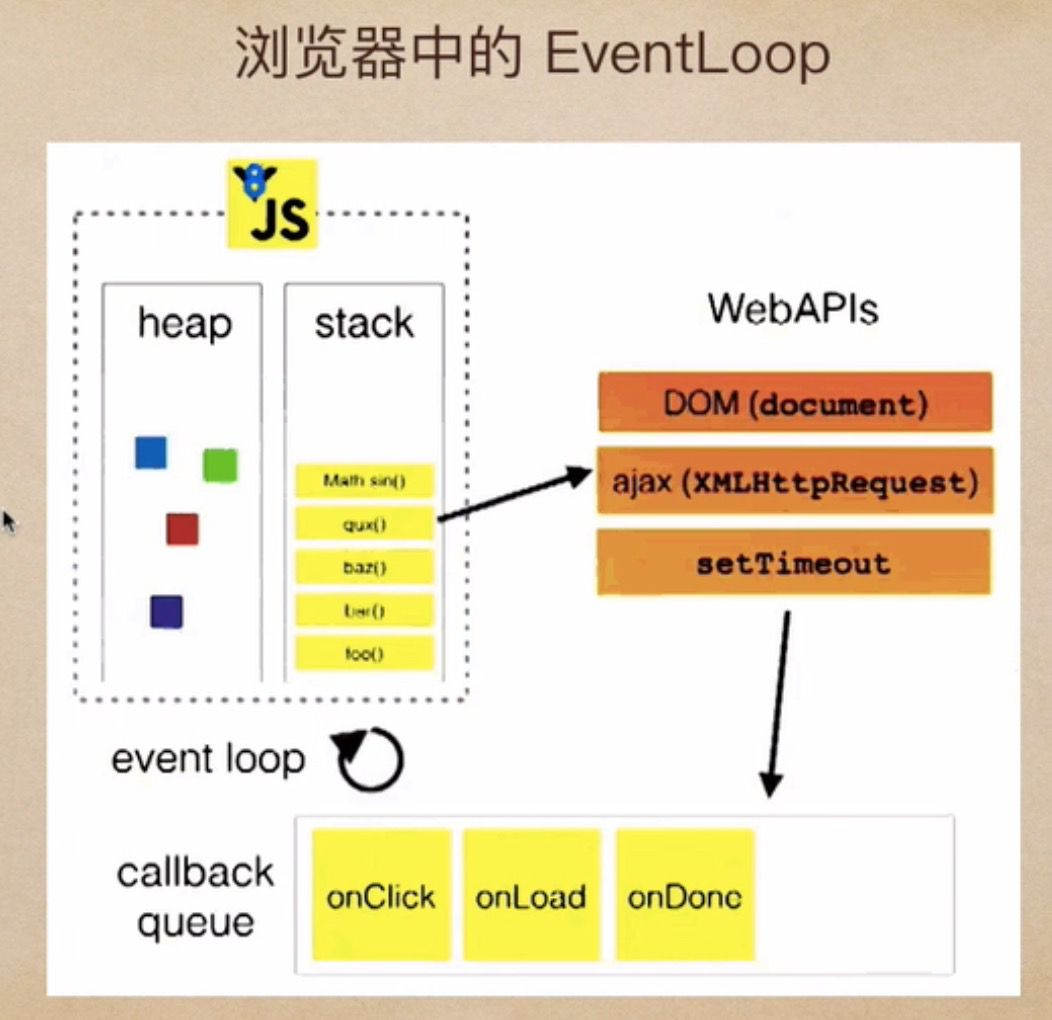 浏览器中的 EventLoop
JS
heap
stack
WebAPIs
DOM (document)
ajax (XMLHttpRequest)
setTimeout
Math sin()
qux()
baz()
bar()
foo()
event loop
callback
queue
onClick
onLoad
onDone